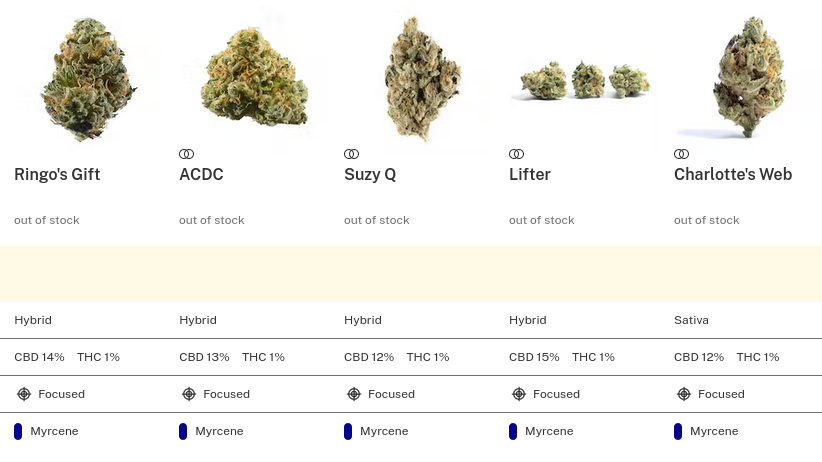 Ringo's Gift ACDC Suzy Q Lifter Charlotte's Web
out of stock out of stock out of stock out of stock out of stock
Hybrid Hybrid Hybrid Hybrid Sativa
CBD 14% THC 1% CBD 13% THC 1% CBD 12% THC 1% CBD 15% THC 1% CBD 12% THC 1%
Focused Focused Focused Focused Focused
Myrcene Myrcene Myrcene Myrcene Myrcene